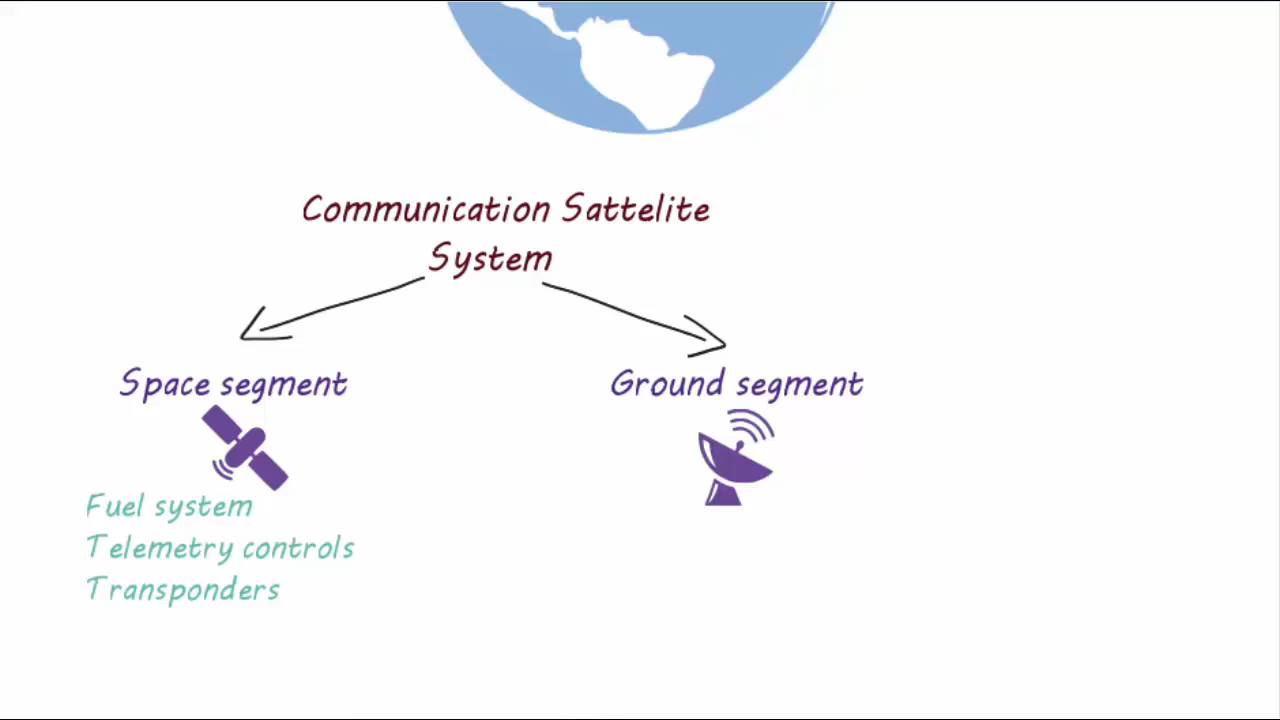 Communication Sattelite
System
Space segment
Ground segment
Fuel system
Telemetry controls
Transponders